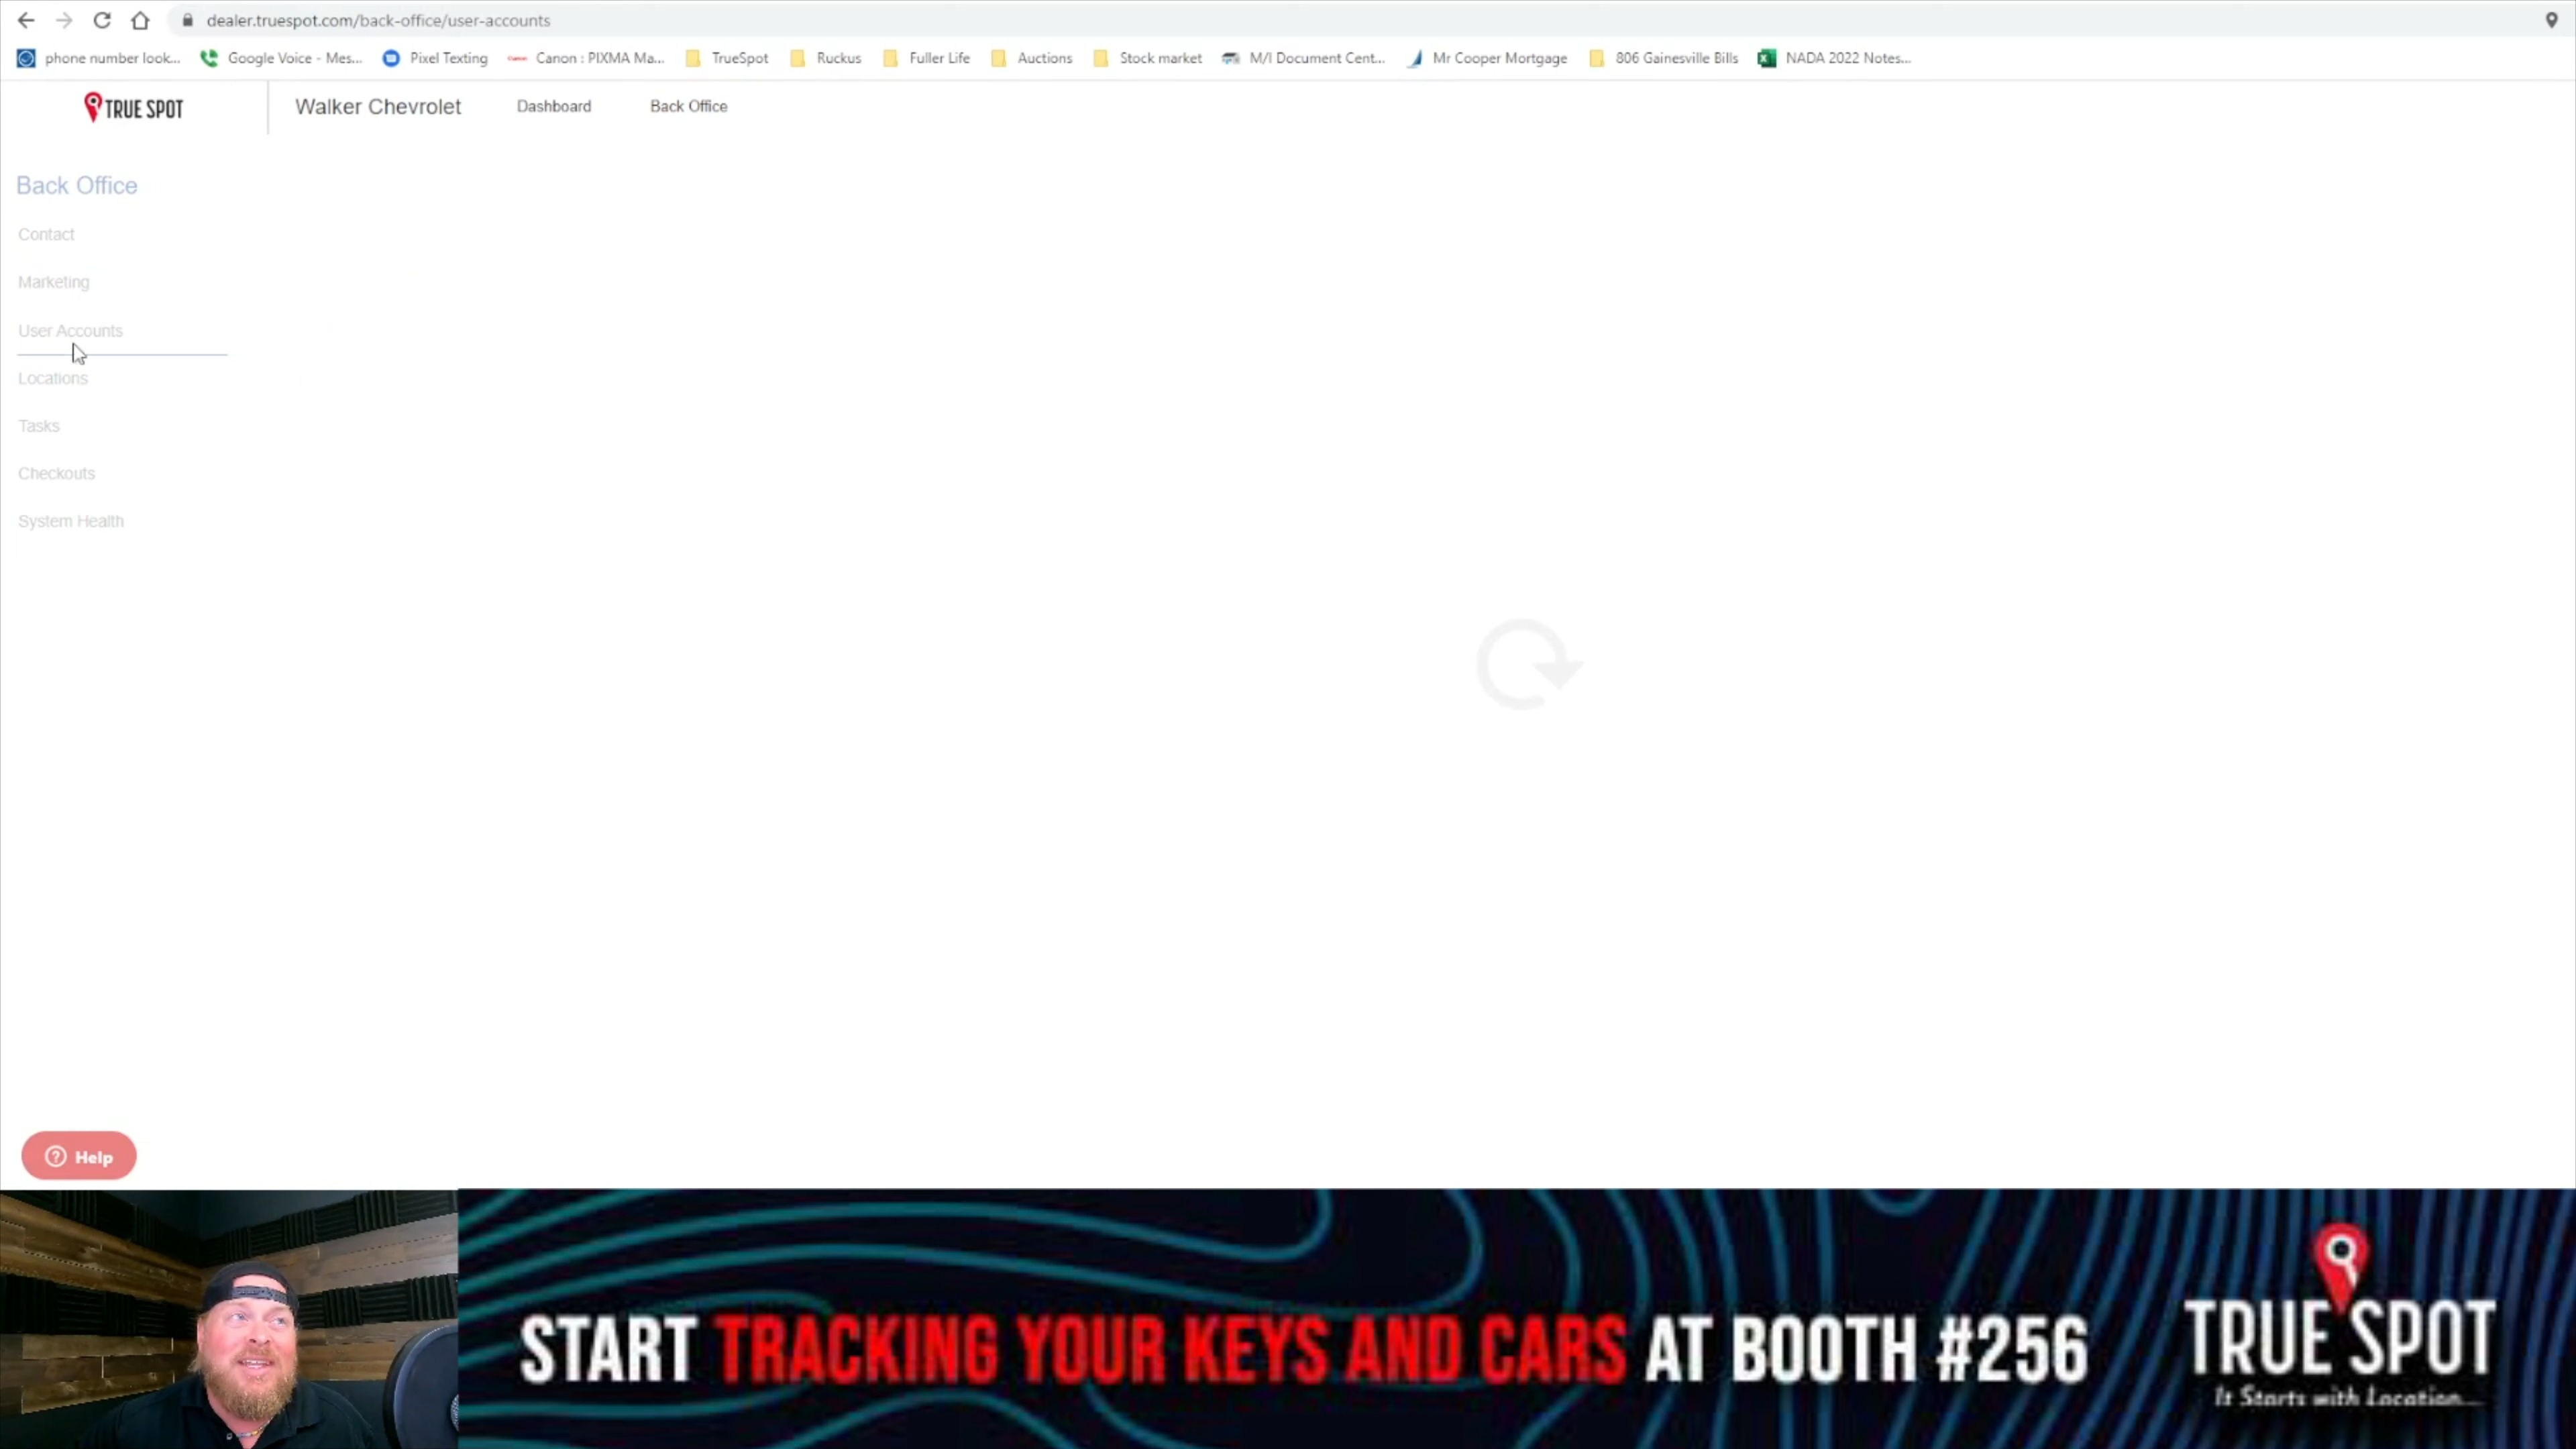 dealer.truespot.com/back-office/user-accounts
phone number look... Google Voice - Mes... Pixel Texting Canon : PIXMA Ma... TrueSpot Ruckus Fuller Life Auctions Stock market M/I Document Cent... Mr Cooper Mortgage 806 Gainesville Bills NADA 2022 Notes...
TRUE SPOT Walker Chevrolet Dashboard Back Office
Back Office
Contact
Marketing
User Accounts
Locations
Tasks
Checkouts
System Health
Help
START TRACKING YOUR KEYS AND CARS AT BOOTH #256
TRUE SPOT
It Starts with Location...